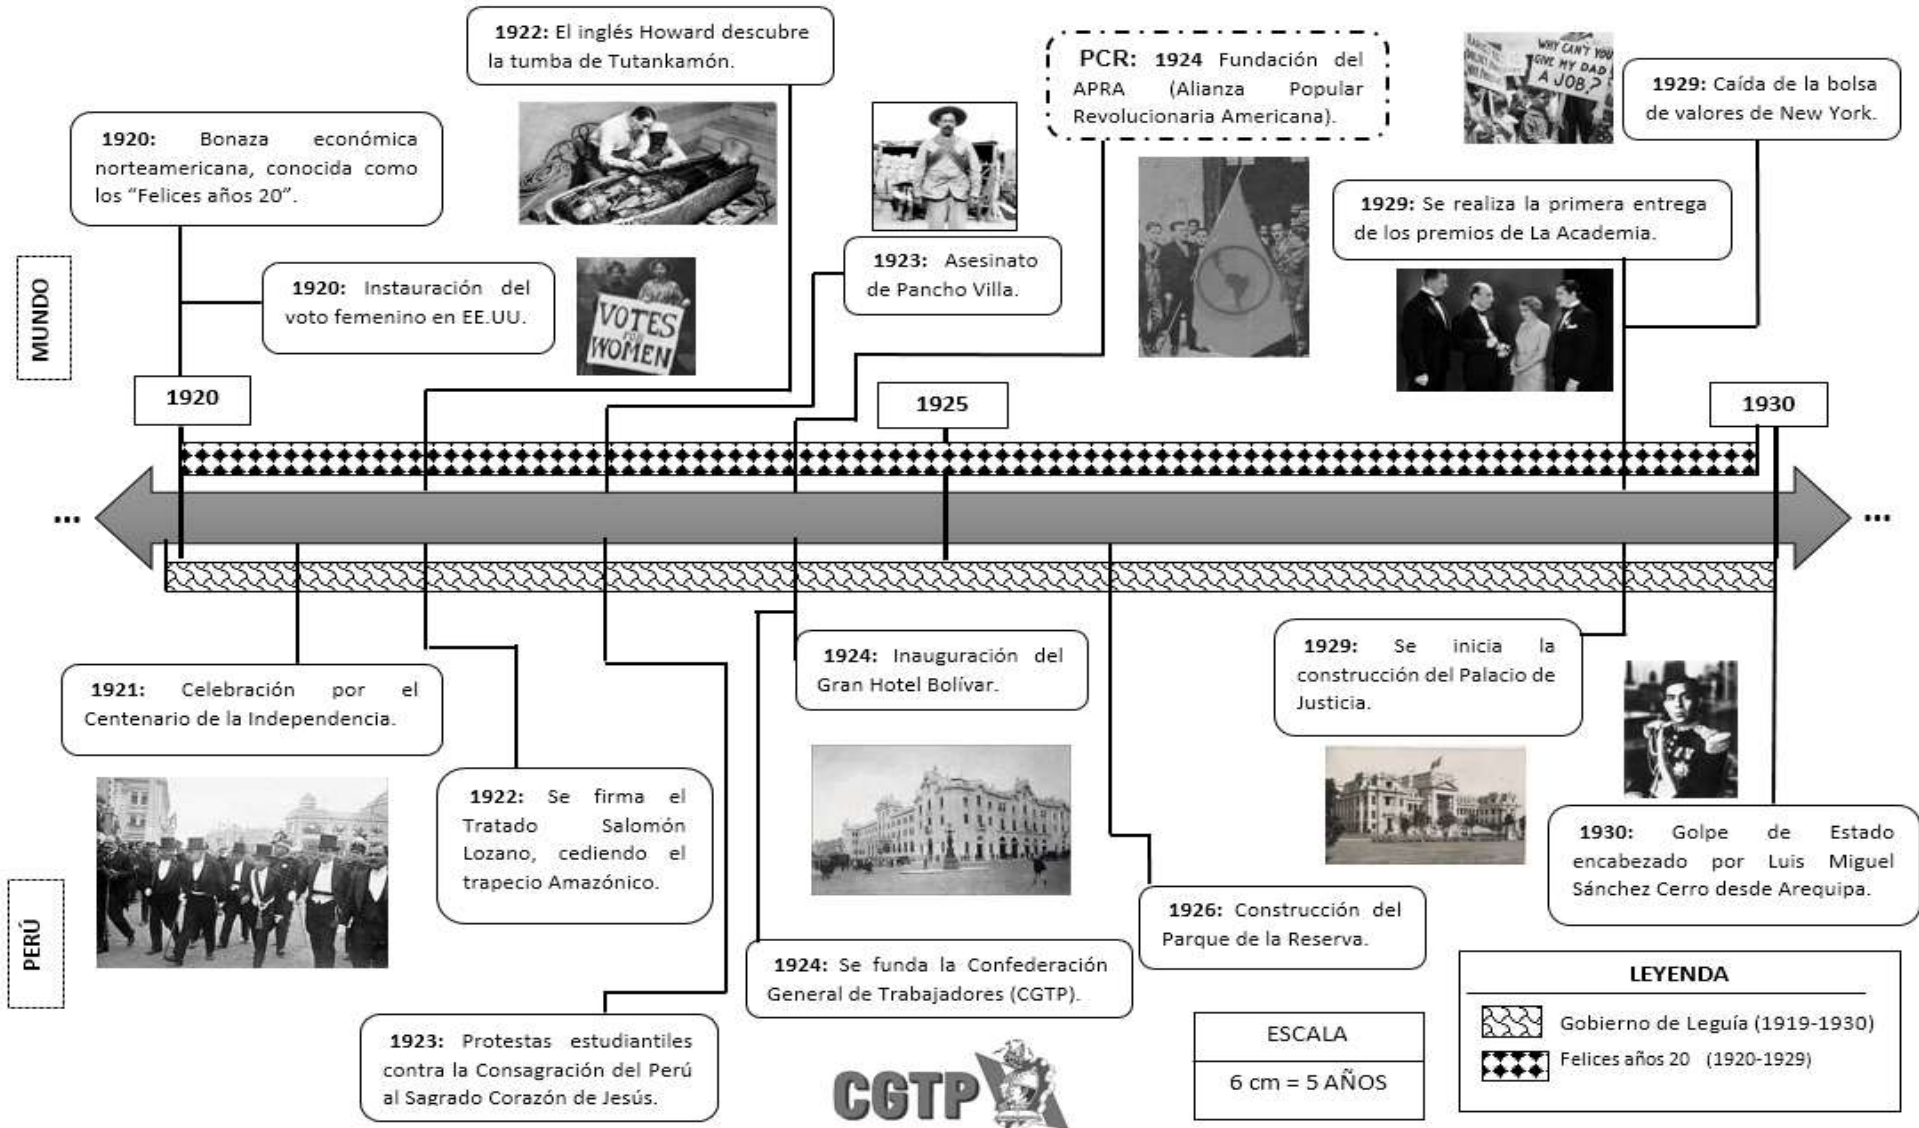 1922: El inglés Howard descubre
la tumba de Tutankamón.
PCR: 1924 Fundación del
APRA (Alianza Popular
Revolucionaria Americana).
WHY CAN'T YOU
GIVE MY DAD
A JOB?
1929: Caída de la bolsa
de valores de New York.
1920: Bonaza económica
norteamericana, conocida como
los “Felices años 20”.
1929: Se realiza la primera entrega
de los premios de La Academia.
1923: Asesinato
de Pancho Villa.
1920: Instauración del
voto femenino en EE.UU.
VOTES
FOR
WOMEN
MUNDO
1920
1925
1930
...
...
1921: Celebración por el
Centenario de la Independencia.
1924: Inauguración del
Gran Hotel Bolívar.
1929: Se inicia la
construcción del Palacio de
Justicia.
1922: Se firma el
Tratado Salomón
Lozano, cediendo el
trapecio Amazónico.
1930: Golpe de Estado
encabezado por Luis Miguel
Sánchez Cerro desde Arequipa.
PERÚ
1926: Construcción del
Parque de la Reserva.
1924: Se funda la Confederación
General de Trabajadores (CGTP).
1923: Protestas estudiantiles
contra la Consagración del Perú
al Sagrado Corazón de Jesús.
CGTP
ESCALA
6 cm = 5 AÑOS
LEYENDA
Gobierno de Leguía (1919-1930)
Felices años 20 (1920-1929)